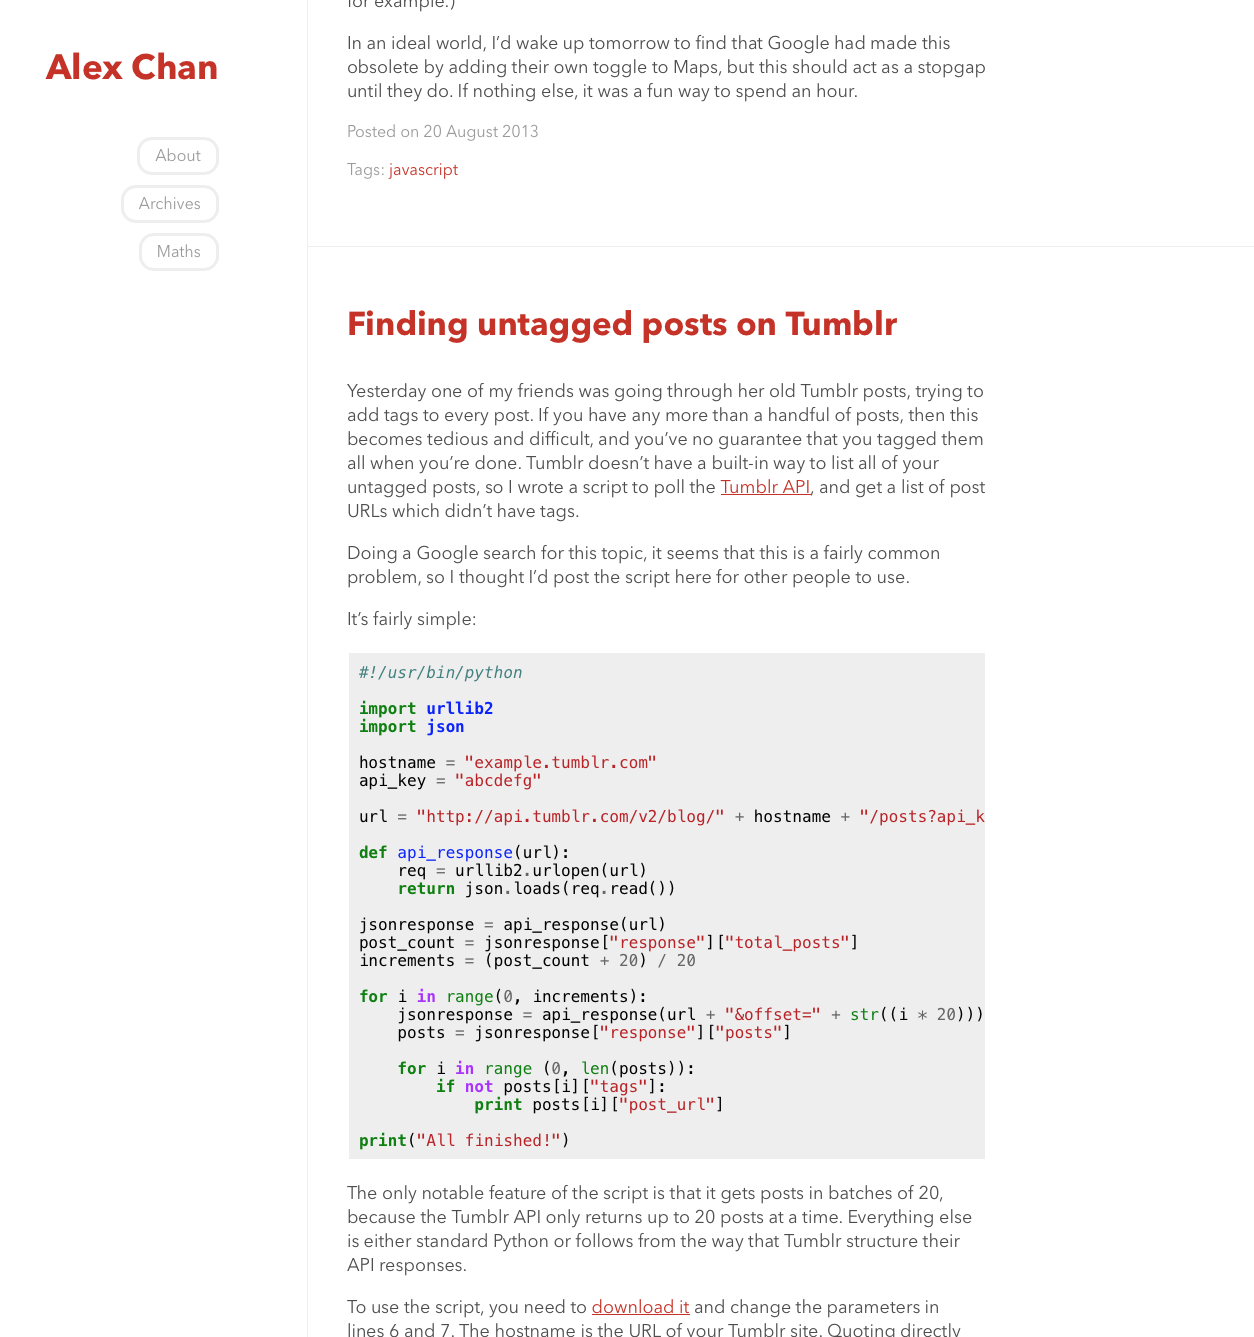 Alex Chan
About
Archives
Maths
for example.)
In an ideal world, I’d wake up tomorrow to find that Google had made this
obsolete by adding their own toggle to Maps, but this should act as a stopgap
until they do. If nothing else, it was a fun way to spend an hour.
Posted on 20 August 2013
Tags: javascript
Finding untagged posts on Tumblr
Yesterday one of my friends was going through her old Tumblr posts, trying to
add tags to every post. If you have any more than a handful of posts, then this
becomes tedious and difficult, and you’ve no guarantee that you tagged them
all when you’re done. Tumblr doesn’t have a built-in way to list all of your
untagged posts, so I wrote a script to poll the Tumblr API, and get a list of post
URLs which didn’t have tags.
Doing a Google search for this topic, it seems that this is a fairly common
problem, so I thought I’d post the script here for other people to use.
It’s fairly simple:
#!/usr/bin/python
import urllib2
import json
hostname = "example.tumblr.com"
api_key = "abcdefg"
url = "http://api.tumblr.com/v2/blog/" + hostname + "/posts?api_k
def api_response(url):
    req = urllib2.urlopen(url)
    return json.loads(req.read())
jsonresponse = api_response(url)
post_count = jsonresponse["response"]["total_posts"]
increments = (post_count + 20) / 20
for i in range(0, increments):
    jsonresponse = api_response(url + "&offset=" + str((i * 20)))
    posts = jsonresponse["response"]["posts"]
    for i in range (0, len(posts)):
        if not posts[i]["tags"]:
            print posts[i]["post_url"]
print("All finished!")
The only notable feature of the script is that it gets posts in batches of 20,
because the Tumblr API only returns up to 20 posts at a time. Everything else
is either standard Python or follows from the way that Tumblr structure their
API responses.
To use the script, you need to download it and change the parameters in
lines 6 and 7. The hostname is the URL of your Tumblr site. Quoting directly